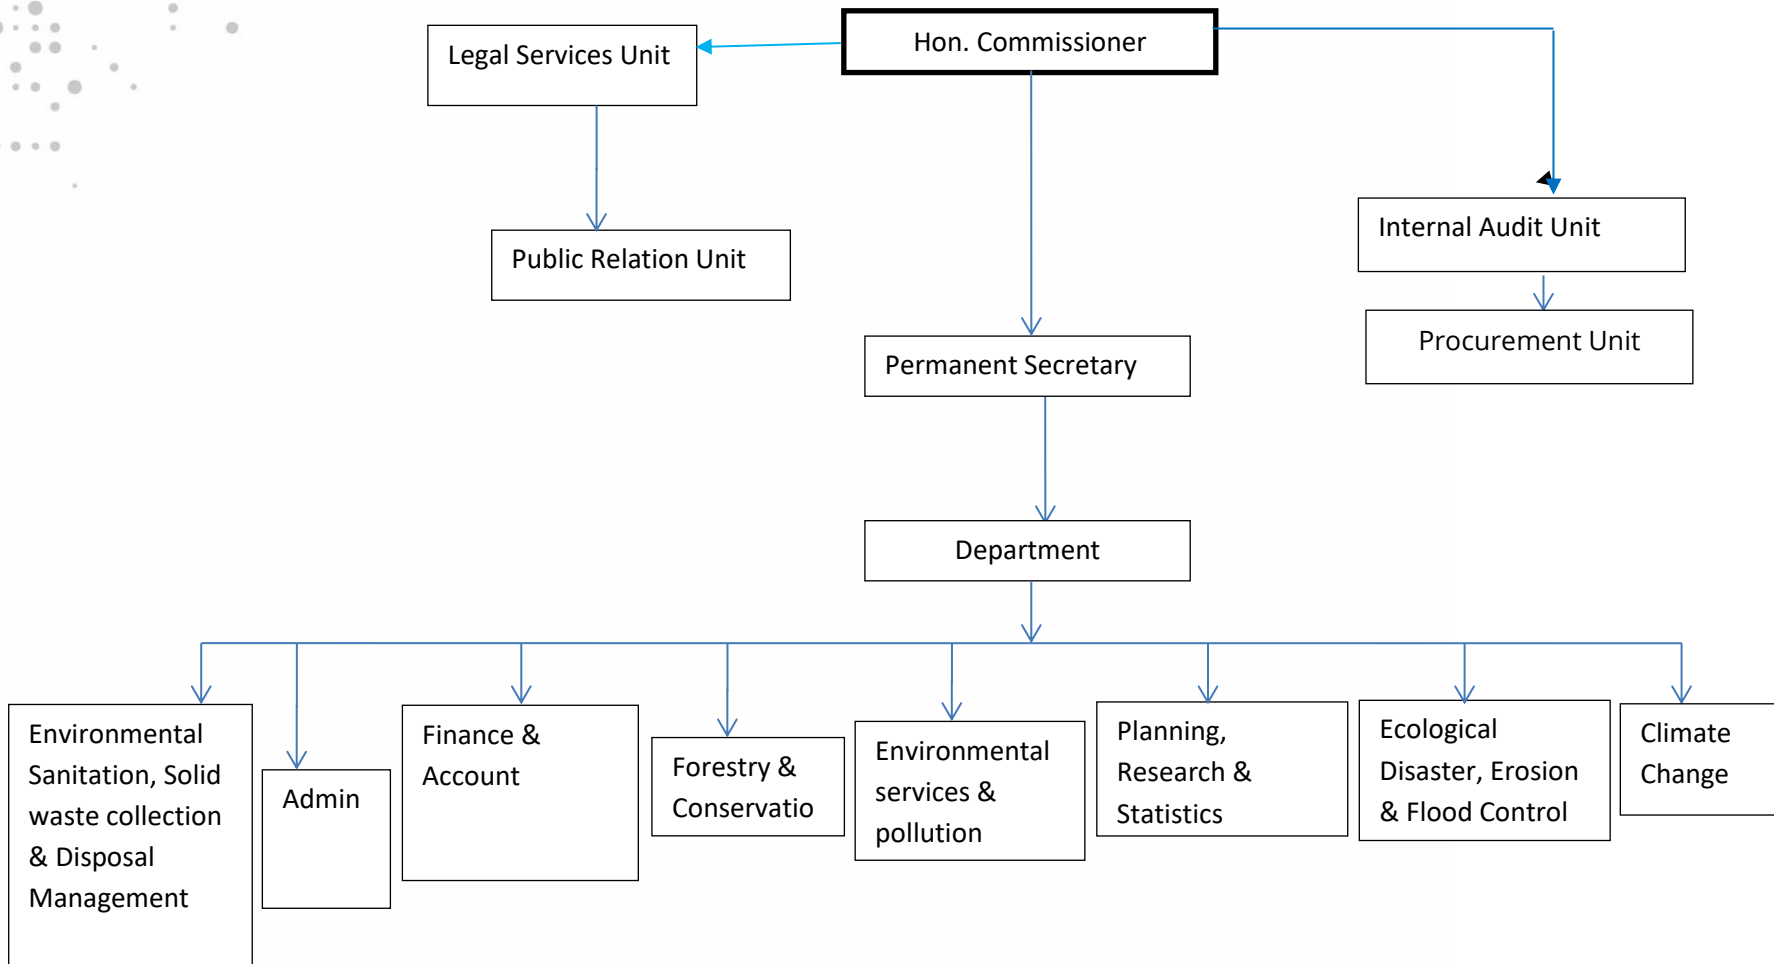 Hon. Commissioner
Legal Services Unit
Internal Audit Unit
Public Relation Unit
Procurement Unit
Permanent Secretary
Department
Environmental
Sanitation, Solid
waste collection
& Disposal
Management
Admin
Finance &
Account
Forestry &
Conservatio
Environmental
services &
pollution
Planning,
Research &
Statistics
Ecological
Disaster, Erosion
& Flood Control
Climate
Change